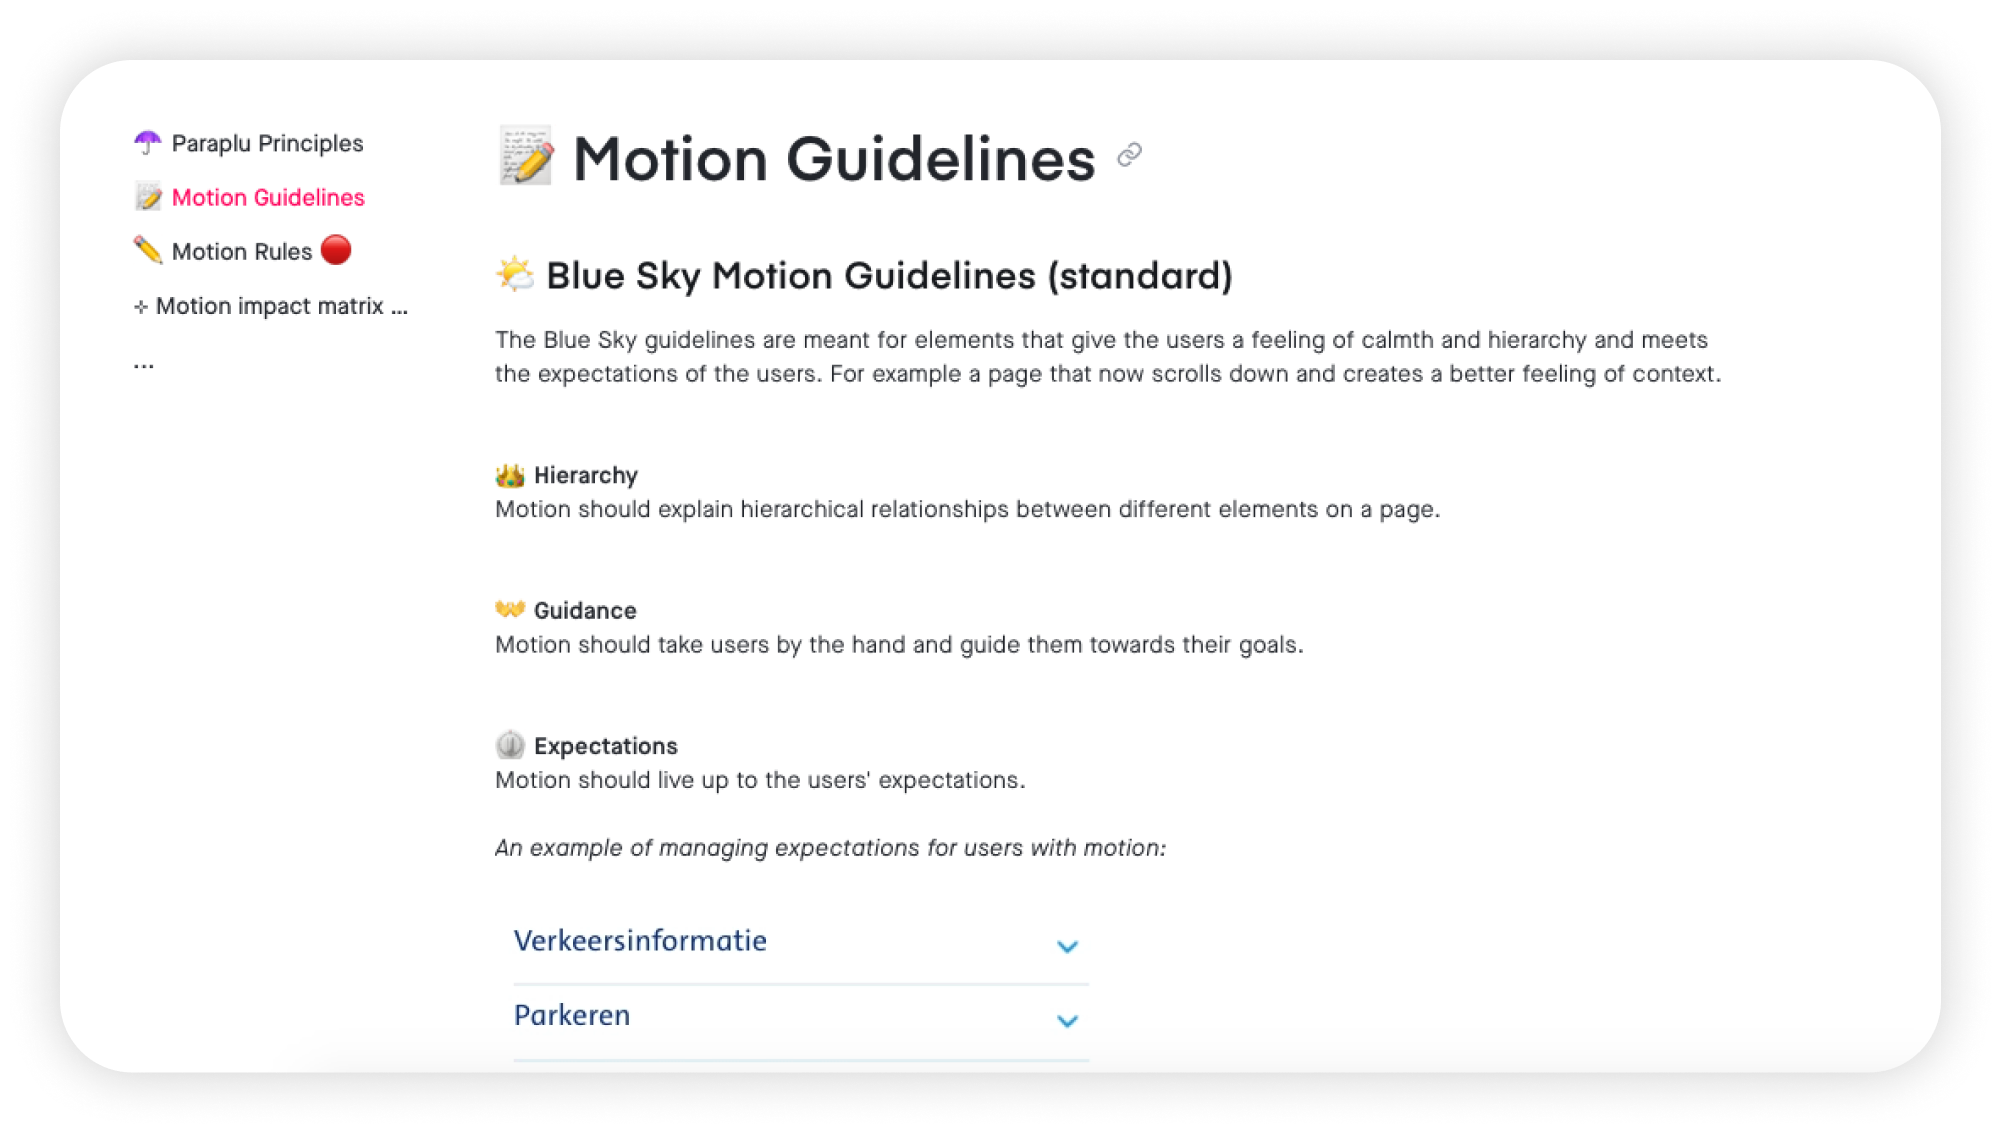 ☂ Paraplu Principles
📝 Motion Guidelines
✏️ Motion Rules 🔴
⊹ Motion impact matrix ...
...
📝 Motion Guidelines 🔗
🌤 Blue Sky Motion Guidelines (standard)
The Blue Sky guidelines are meant for elements that give the users a feeling of calmth and hierarchy and meets
the expectations of the users. For example a page that now scrolls down and creates a better feeling of context.
👑 Hierarchy
Motion should explain hierarchical relationships between different elements on a page.
👐 Guidance
Motion should take users by the hand and guide them towards their goals.
Expectations
Motion should live up to the users' expectations.
An example of managing expectations for users with motion:
Verkeersinformatie
Parkeren